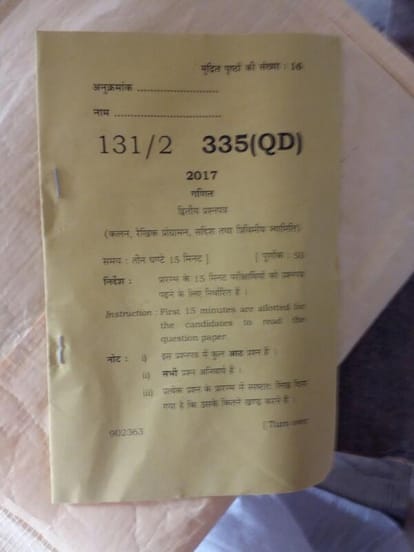 मुद्रित पृष्ठों की संख्या : 16
अनुक्रमांक ..........................
नाम ..................................
131/2 335(QD)
2017
गणित
द्वितीय प्रश्नपत्र
(कलन, रैखिक प्रोग्रामन, सदिश तथा त्रिविमीय ज्यामिति)
समय : तीन घण्टे 15 मिनट ] [ पूर्णांक : 50
निर्देश : प्रारम्भ के 15 मिनट परीक्षार्थियों को प्रश्नपत्र
पढ़ने के लिए निर्धारित हैं ।
Instruction : First 15 minutes are allotted for
the candidates to read the
question paper.
नोट : i) इस प्रश्नपत्र में कुल आठ प्रश्न हैं ।
ii) सभी प्रश्न अनिवार्य हैं ।
iii) प्रत्येक प्रश्न के प्रारम्भ में स्पष्टतः लिख दिया
गया है कि उसके कितने खण्ड करने हैं ।
902363 [ Turn over